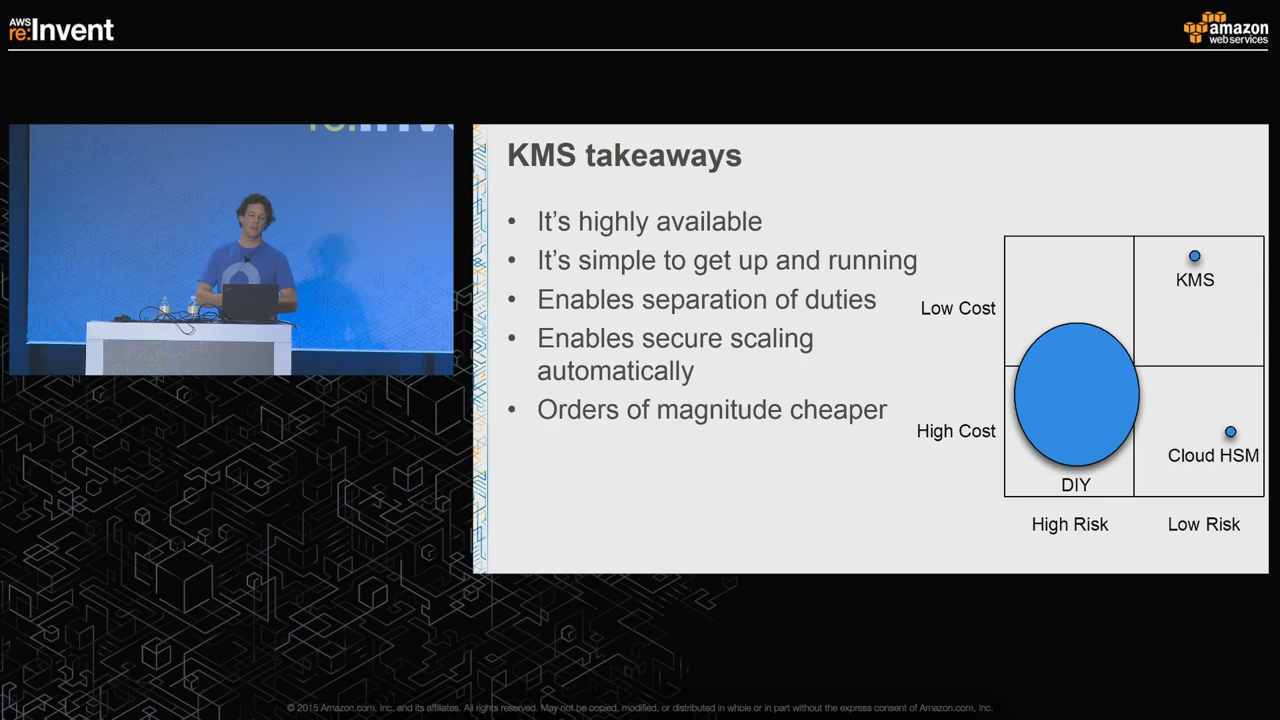 AWS
re:Invent
amazon
web services
KMS takeaways
• It's highly available
• It's simple to get up and running
• Enables separation of duties
• Enables secure scaling
automatically
• Orders of magnitude cheaper
Low Cost
High Cost
KMS
Cloud HSM
DIY
High Risk
Low Risk
© 2015 Amazon.com, Inc. and its affiliates. All rights reserved. May not be copied, modified, or distributed in whole or in part without the express consent of Amazon.com, Inc.